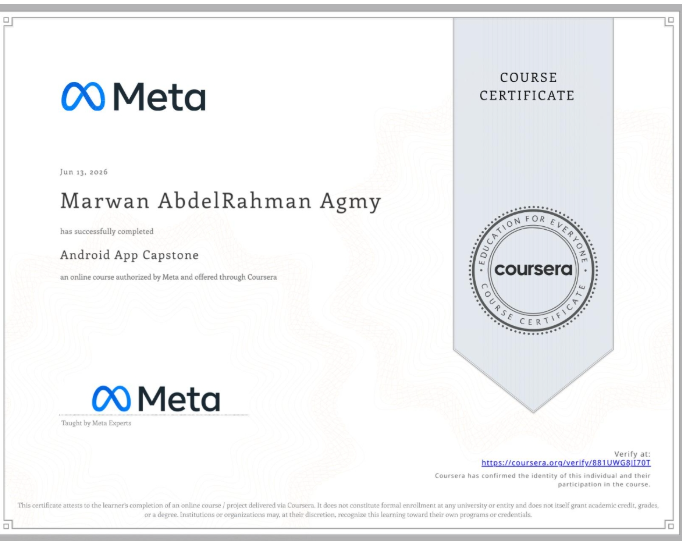 COURSE
CERTIFICATE
Meta
Jun 13, 2026
Marwan AbdelRahman Agmy
has successfully completed
Android App Capstone
an online course authorized by Meta and offered through Coursera
EDUCATION FOR EVERYONE
coursera
COURSE CERTIFICATE
Meta
Taught by Meta Experts
Verify at:
https://coursera.org/verify/881UWG8JJ70T
Coursera has confirmed the identity of this individual and their
participation in the course.
This certificate attests to the learner's completion of an online course / project delivered via Coursera. It does not constitute formal enrollment at any university or entity and does not itself grant academic credit, grades,
or a degree. Institutions or organizations may, at their discretion, recognize this learning toward their own programs or credentials.